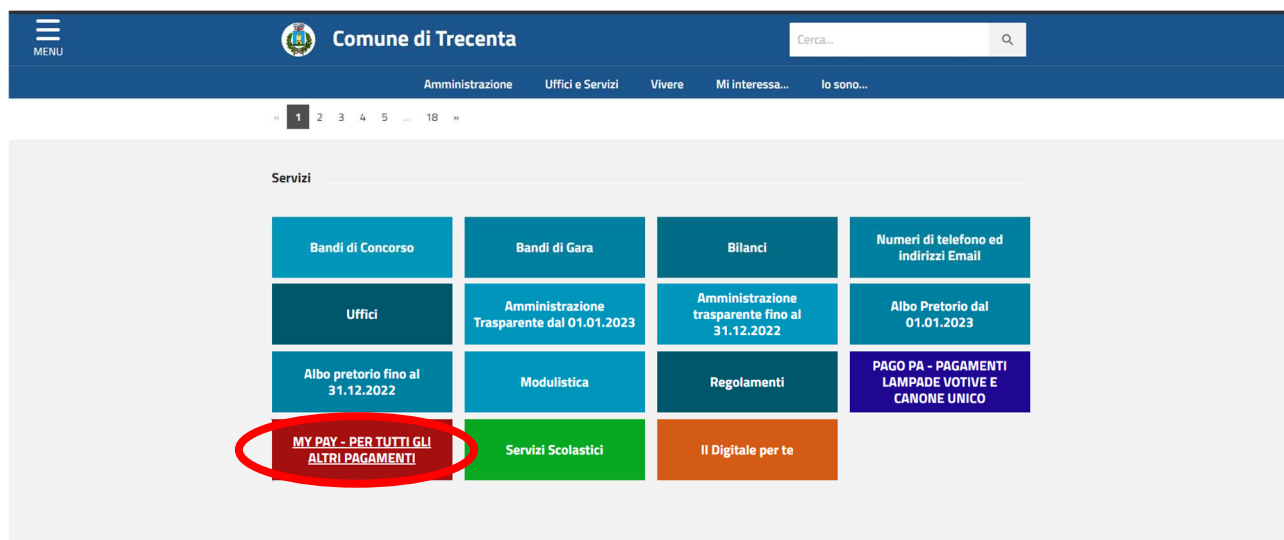 MENU
Comune di Trecenta
Cerca...
Amministrazione Uffici e Servizi Vivere Mi interessa... Io sono...
« 1 2 3 4 5 ... 18 »
Servizi
Bandi di Concorso
Bandi di Gara
Bilanci
Numeri di telefono ed
indirizzi Email
Uffici
Amministrazione
Trasparente dal 01.01.2023
Amministrazione
trasparente fino al
31.12.2022
Albo Pretorio dal
01.01.2023
Albo pretorio fino al
31.12.2022
Modulistica
Regolamenti
PAGO PA - PAGAMENTI
LAMPADE VOTIVE E
CANONE UNICO
MY PAY - PER TUTTI GLI
ALTRI PAGAMENTI
Servizi Scolastici
Il Digitale per te